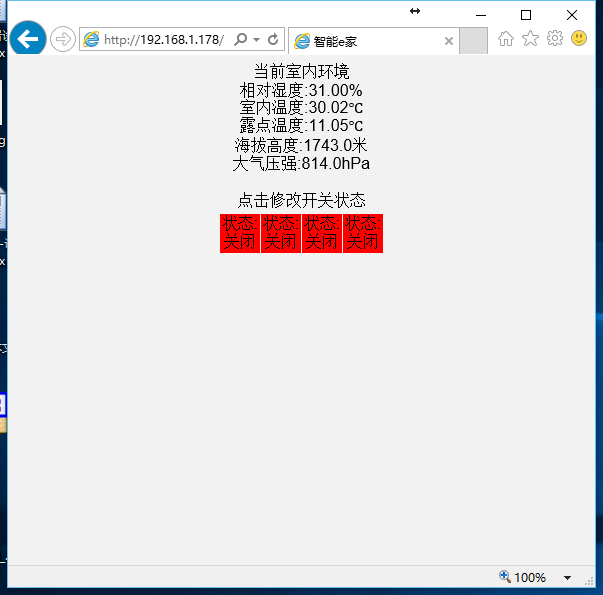 http://192.168.1.178/
智能e家
当前室内环境
相对湿度:31.00%
室内温度:30.02℃
露点温度:11.05℃
海拔高度:1743.0米
大气压强:814.0hPa
点击修改开关状态
状态: 状态: 状态: 状态:
关闭 关闭 关闭 关闭
100%